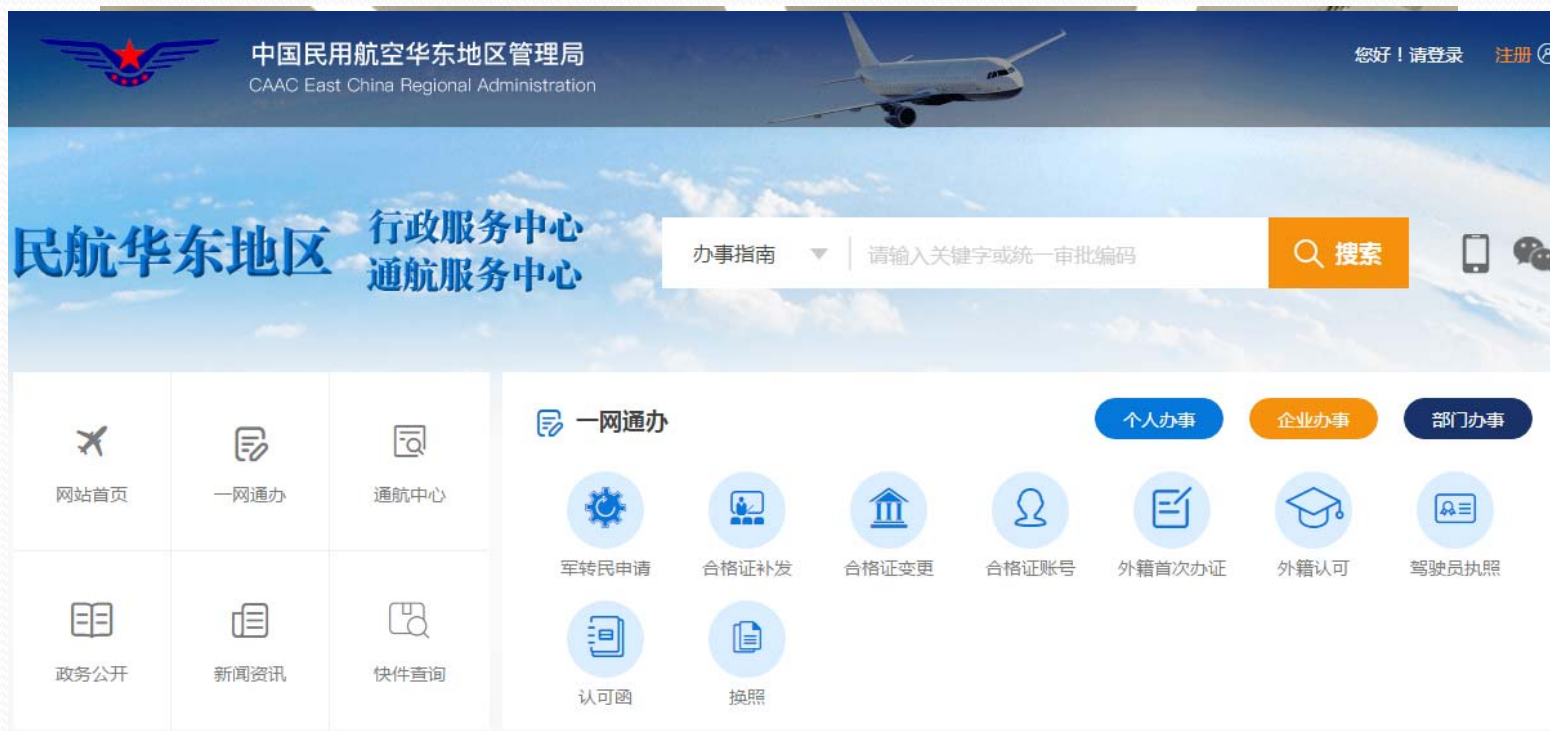 中国民用航空华东地区管理局
CAAC East China Regional Administration
您好！请登录 注册
民航华东地区
行政服务中心
通航服务中心
办事指南 请输入关键字或统一审批编码 搜索
网站首页 一网通办 通航中心
政务公开 新闻资讯 快件查询
一网通办 个人办事 企业办事 部门办事
军转民申请 合格证补发 合格证变更 合格证账号 外籍首次办证 外籍认可 驾驶员执照
认可函 换照